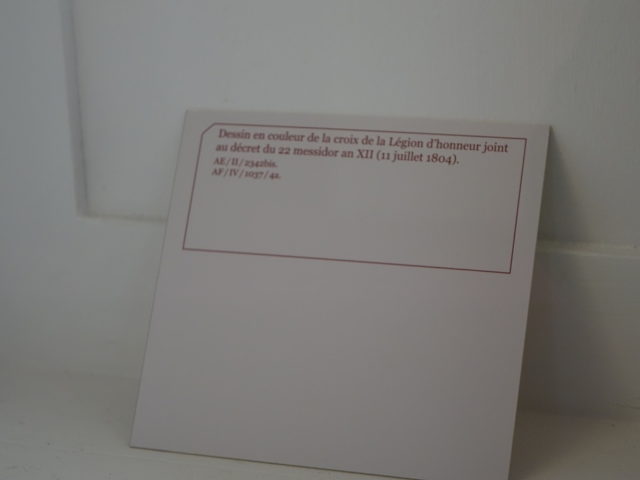 Dessin en couleur de la croix de la Légion d'honneur joint
au décret du 22 messidor an XII (11 juillet 1804).
AE/II/2342bis.
AF/IV/1037/42.